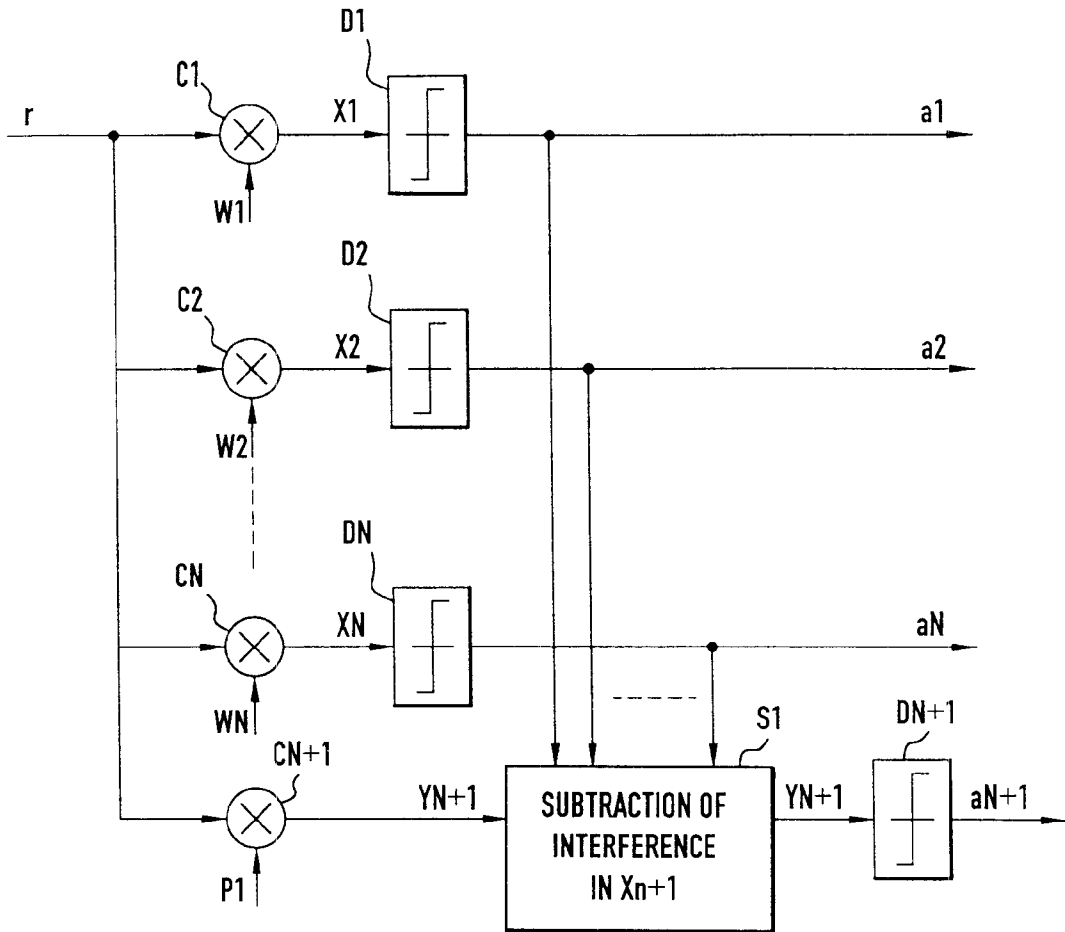 D1
C1
r
X1
a1
W1
D2
C2
X2
a2
W2
DN
CN
XN
aN
WN
S1
DN+1
CN+1
YN+1
SUBTRACTION OF
INTERFERENCE
IN Xn+1
YN+1
aN+1
P1